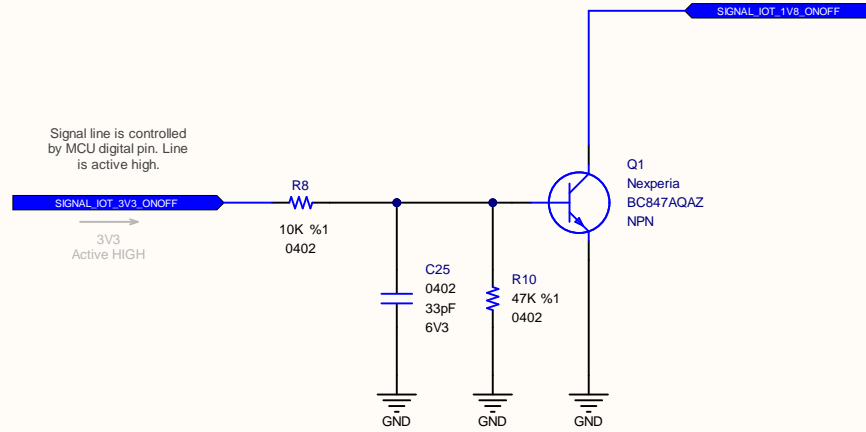 SIGNAL_IOT_1V8_ONOFF
Signal line is controlled
by MCU digital pin. Line
is active high.
SIGNAL_IOT_3V3_ONOFF
3V3
Active HIGH
R8
10K %1
0402
C25
0402
33pF
6V3
R10
47K %1
0402
Q1
Nexperia
BC847AQAZ
NPN
GND
GND
GND